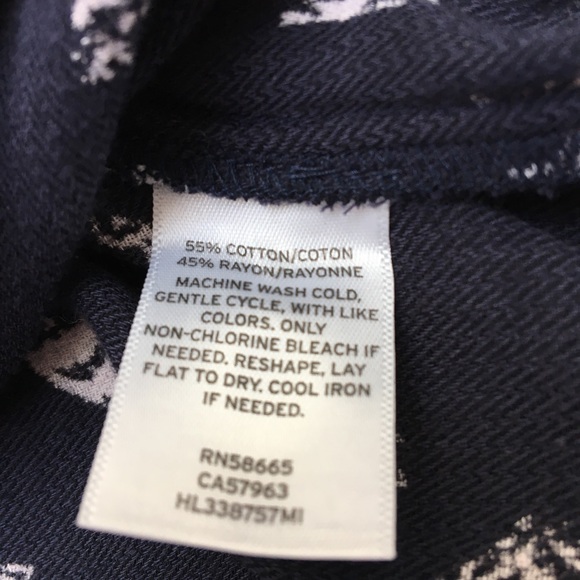 55% COTTON/COTON
45% RAYON/RAYONNE
MACHINE WASH COLD,
GENTLE CYCLE, WITH LIKE
COLORS. ONLY
NON-CHLORINE BLEACH IF
NEEDED. RESHAPE, LAY
FLAT TO DRY. COOL IRON
IF NEEDED.
RN58665
CA57963
HL338757MI